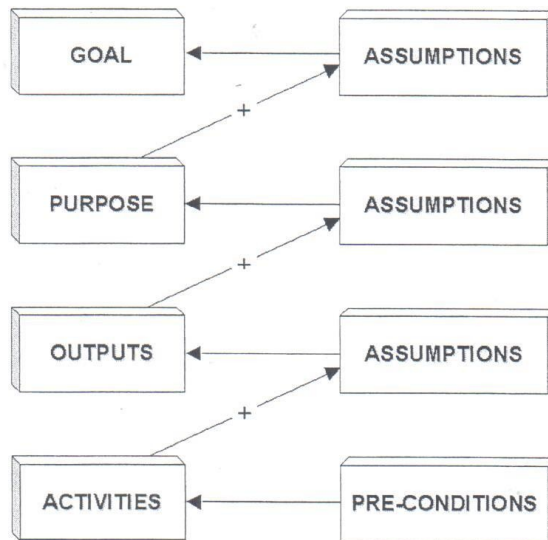 GOAL
ASSUMPTIONS
+
PURPOSE
ASSUMPTIONS
+
OUTPUTS
ASSUMPTIONS
+
ACTIVITIES
PRE-CONDITIONS